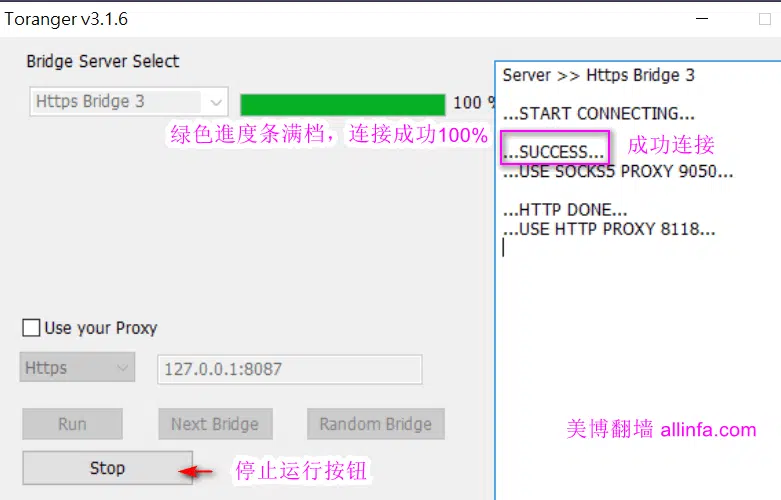 Toranger v3.1.6
Bridge Server Select
Https Bridge 3
100 %
绿色進度条满档，连接成功100%
Server >> Https Bridge 3
...START CONNECTING...
...SUCCESS...
成功连接
...USE SOCKS5 PROXY 9050...
...HTTP DONE...
...USE HTTP PROXY 8118...
Use your Proxy
Https
127.0.0.1:8087
Run
Next Bridge
Random Bridge
Stop
停止运行按钮
美博翻墙 allinfa.com